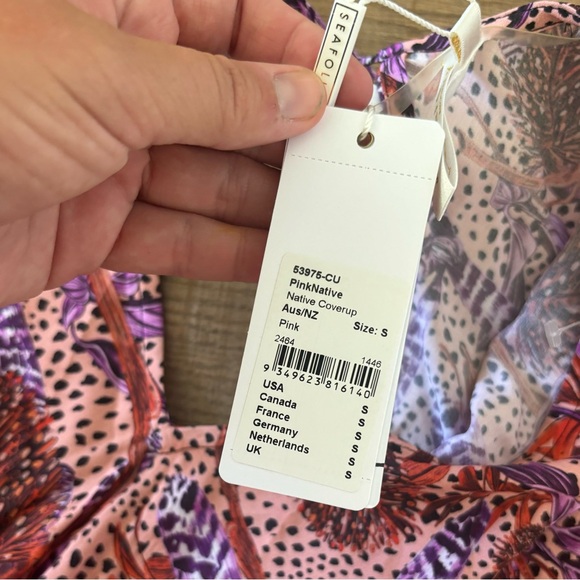 SEAFOL
53975-CU
PinkNative
Native Coverup
Aus/NZ Size: S
Pink
2464 1446
9 349623 816140
USA S
Canada S
France S
Germany S
Netherlands S
UK S